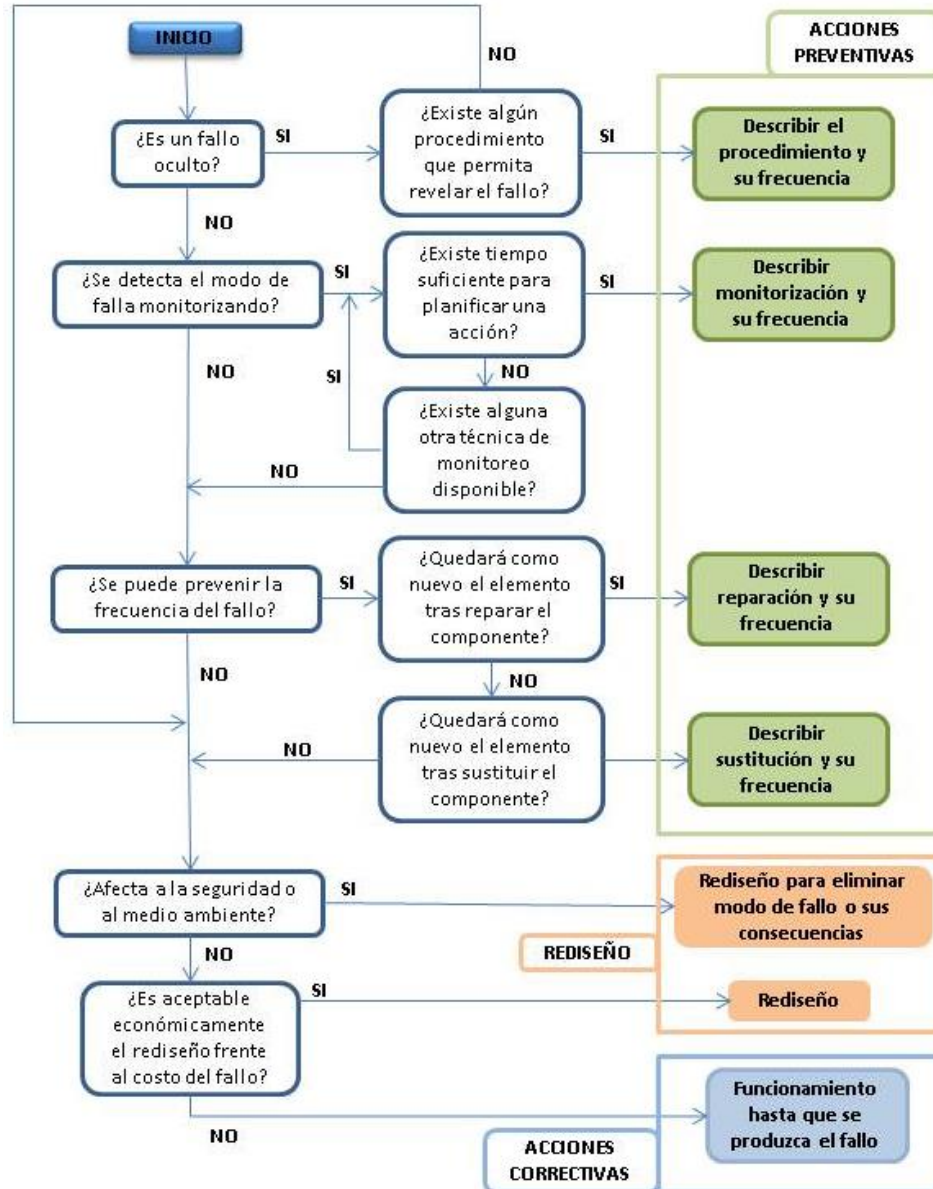 INICIO
NO
ACCIONES
PREVENTIVAS
¿Es un fallo
oculto?
SI
¿Existe algún
procedimiento
que permita
revelar el fallo?
SI
Describir el
procedimiento y
su frecuencia
NO
¿Se detecta el modo de
falla monitorizando?
SI
¿Existe tiempo
suficiente para
planificar una
acción?
SI
Describir
monitorización y
su frecuencia
NO
SI
NO
¿Existe alguna
otra técnica de
monitoreo
disponible?
NO
¿Se puede prevenir la
frecuencia del fallo?
SI
¿Quedará como
nuevo el elemento
tras reparar el
componente?
SI
Describir
reparación y su
frecuencia
NO
NO
¿Quedará como
nuevo el elemento
tras sustituir el
componente?
NO
Describir
sustitución y su
frecuencia
¿Afecta a la seguridad o
al medio ambiente?
SI
Rediseño para eliminar
modo de fallo o sus
consecuencias
NO
REDISEÑO
¿Es aceptable
económicamente
el rediseño frente
al costo del fallo?
SI
Rediseño
NO
Funcionamiento
hasta que se
produzca el fallo
ACCIONES
CORRECTIVAS